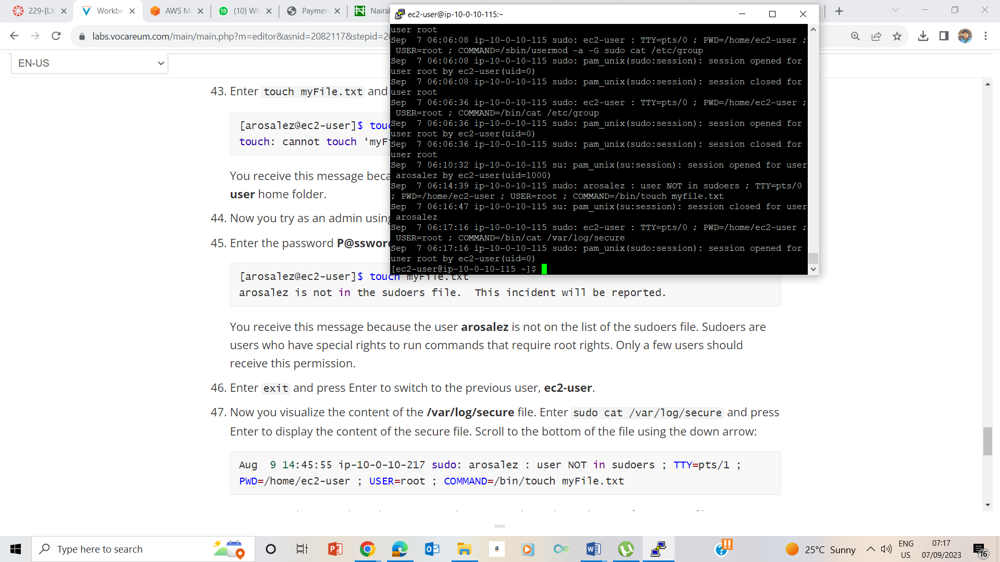 229-[LX
Workbe
AWS M
(10) Wh
Paymen
Nairal
ec2-user@ip-10-0-10-115:~
labs.vocareum.com/main/main.php?m=editor&asnid=2082117&stepid=20
EN-US
user root
Sep  7 06:06:08 ip-10-0-10-115 sudo: ec2-user : TTY=pts/0 ; PWD=/home/ec2-user ;
 USER=root ; COMMAND=/sbin/usermod -a -G sudo cat /etc/group
Sep  7 06:06:08 ip-10-0-10-115 sudo: pam_unix(sudo:session): session opened for
user root by ec2-user(uid=0)
Sep  7 06:06:08 ip-10-0-10-115 sudo: pam_unix(sudo:session): session closed for
user root
Sep  7 06:06:36 ip-10-0-10-115 sudo: ec2-user : TTY=pts/0 ; PWD=/home/ec2-user ;
 USER=root ; COMMAND=/bin/cat /etc/group
Sep  7 06:06:36 ip-10-0-10-115 sudo: pam_unix(sudo:session): session opened for
user root by ec2-user(uid=0)
Sep  7 06:06:36 ip-10-0-10-115 sudo: pam_unix(sudo:session): session closed for
user root
Sep  7 06:10:32 ip-10-0-10-115 su: pam_unix(su:session): session opened for user
 arosalez by ec2-user(uid=1000)
Sep  7 06:14:39 ip-10-0-10-115 sudo: arosalez : user NOT in sudoers ; TTY=pts/0
; PWD=/home/ec2-user ; USER=root ; COMMAND=/bin/touch myfile.txt
Sep  7 06:16:47 ip-10-0-10-115 su: pam_unix(su:session): session closed for user
 arosalez
Sep  7 06:17:16 ip-10-0-10-115 sudo: ec2-user : TTY=pts/0 ; PWD=/home/ec2-user ;
 USER=root ; COMMAND=/bin/cat /var/log/secure
Sep  7 06:17:16 ip-10-0-10-115 sudo: pam_unix(sudo:session): session opened for
user root by ec2-user(uid=0)
[ec2-user@ip-10-0-10-115 ~]$
43. Enter touch myFile.txt and
[arosalez@ec2-user]$ touc
touch: cannot touch ‘myF
You receive this message beca
user home folder.
44. Now you try as an admin using
45. Enter the password P@ssword
[arosalez@ec2-user]$ touch myFile.txt
arosalez is not in the sudoers file.  This incident will be reported.
You receive this message because the user arosalez is not on the list of the sudoers file. Sudoers are
users who have special rights to run commands that require root rights. Only a few users should
receive this permission.
46. Enter exit and press Enter to switch to the previous user, ec2-user.
47. Now you visualize the content of the /var/log/secure file. Enter sudo cat /var/log/secure and press
Enter to display the content of the secure file. Scroll to the bottom of the file using the down arrow:
Aug  9 14:45:55 ip-10-0-10-217 sudo: arosalez : user NOT in sudoers ; TTY=pts/1 ;
PWD=/home/ec2-user ; USER=root ; COMMAND=/bin/touch myFile.txt
Type here to search
25°C Sunny
ENG
US
07:17
07/09/2023
16